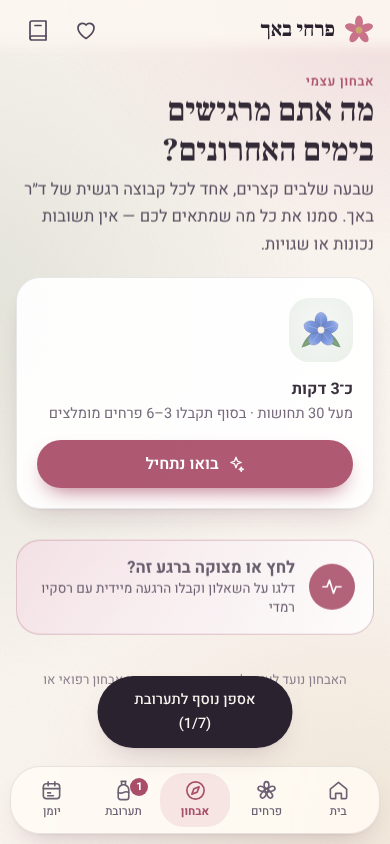 פרחי באך
אבחון עצמי
מה אתם מרגישים
בימים האחרונים?
שבעה שלבים קצרים, אחד לכל קבוצה רגשית של ד״ר
באך. סמנו את כל מה שמתאים לכם — אין תשובות
נכונות או שגויות.
כ־3 דקות
מעל 30 תחושות · בסוף תקבלו 3–6 פרחים מומלצים
בואו נתחיל
לחץ או מצוקה ברגע זה?
דלגו על השאלון וקבלו הרגעה מיידית עם רסקיו
רמדי
האבחון נועד אבחון רפואי או
אספן נוסף לתערובת
(1/7)
בית
פרחים
אבחון
1
תערובת
יומן